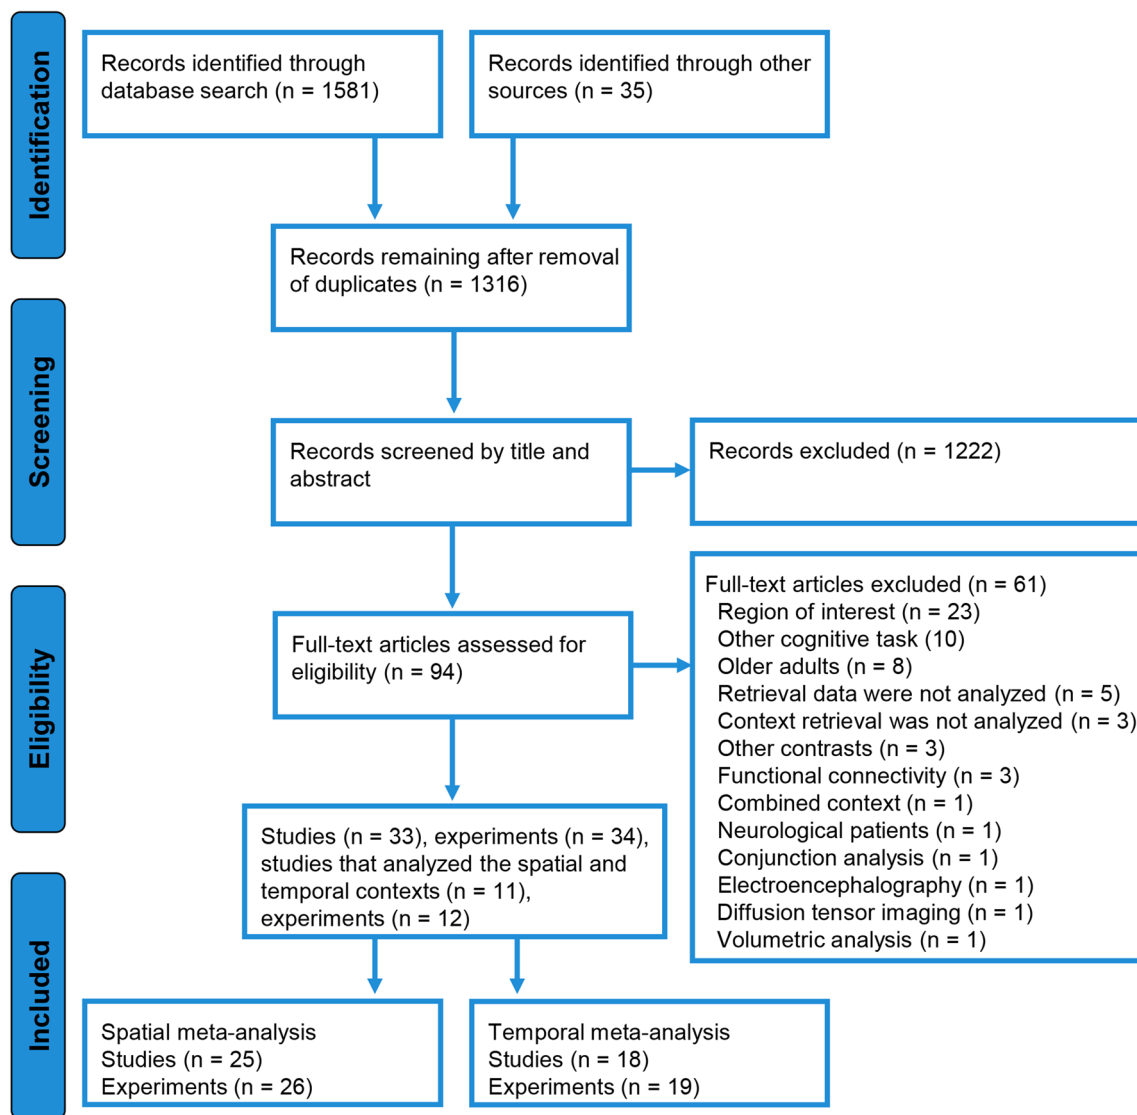 Identification
Records identified through
database search (n = 1581)
Records identified through other
sources (n = 35)
Records remaining after removal
of duplicates (n = 1316)
Screening
Records screened by title and
abstract
Records excluded (n = 1222)
Eligibility
Full-text articles assessed for
eligibility (n = 94)
Full-text articles excluded (n = 61)
Region of interest (n = 23)
Other cognitive task (10)
Older adults (n = 8)
Retrieval data were not analyzed (n = 5)
Context retrieval was not analyzed (n = 3)
Other contrasts (n = 3)
Functional connectivity (n = 3)
Combined context (n = 1)
Neurological patients (n = 1)
Conjunction analysis (n = 1)
Electroencephalography (n = 1)
Diffusion tensor imaging (n = 1)
Volumetric analysis (n = 1)
Studies (n = 33), experiments (n = 34),
studies that analyzed the spatial and
temporal contexts (n = 11),
experiments (n = 12)
Included
Spatial meta-analysis
Studies (n = 25)
Experiments (n = 26)
Temporal meta-analysis
Studies (n = 18)
Experiments (n = 19)